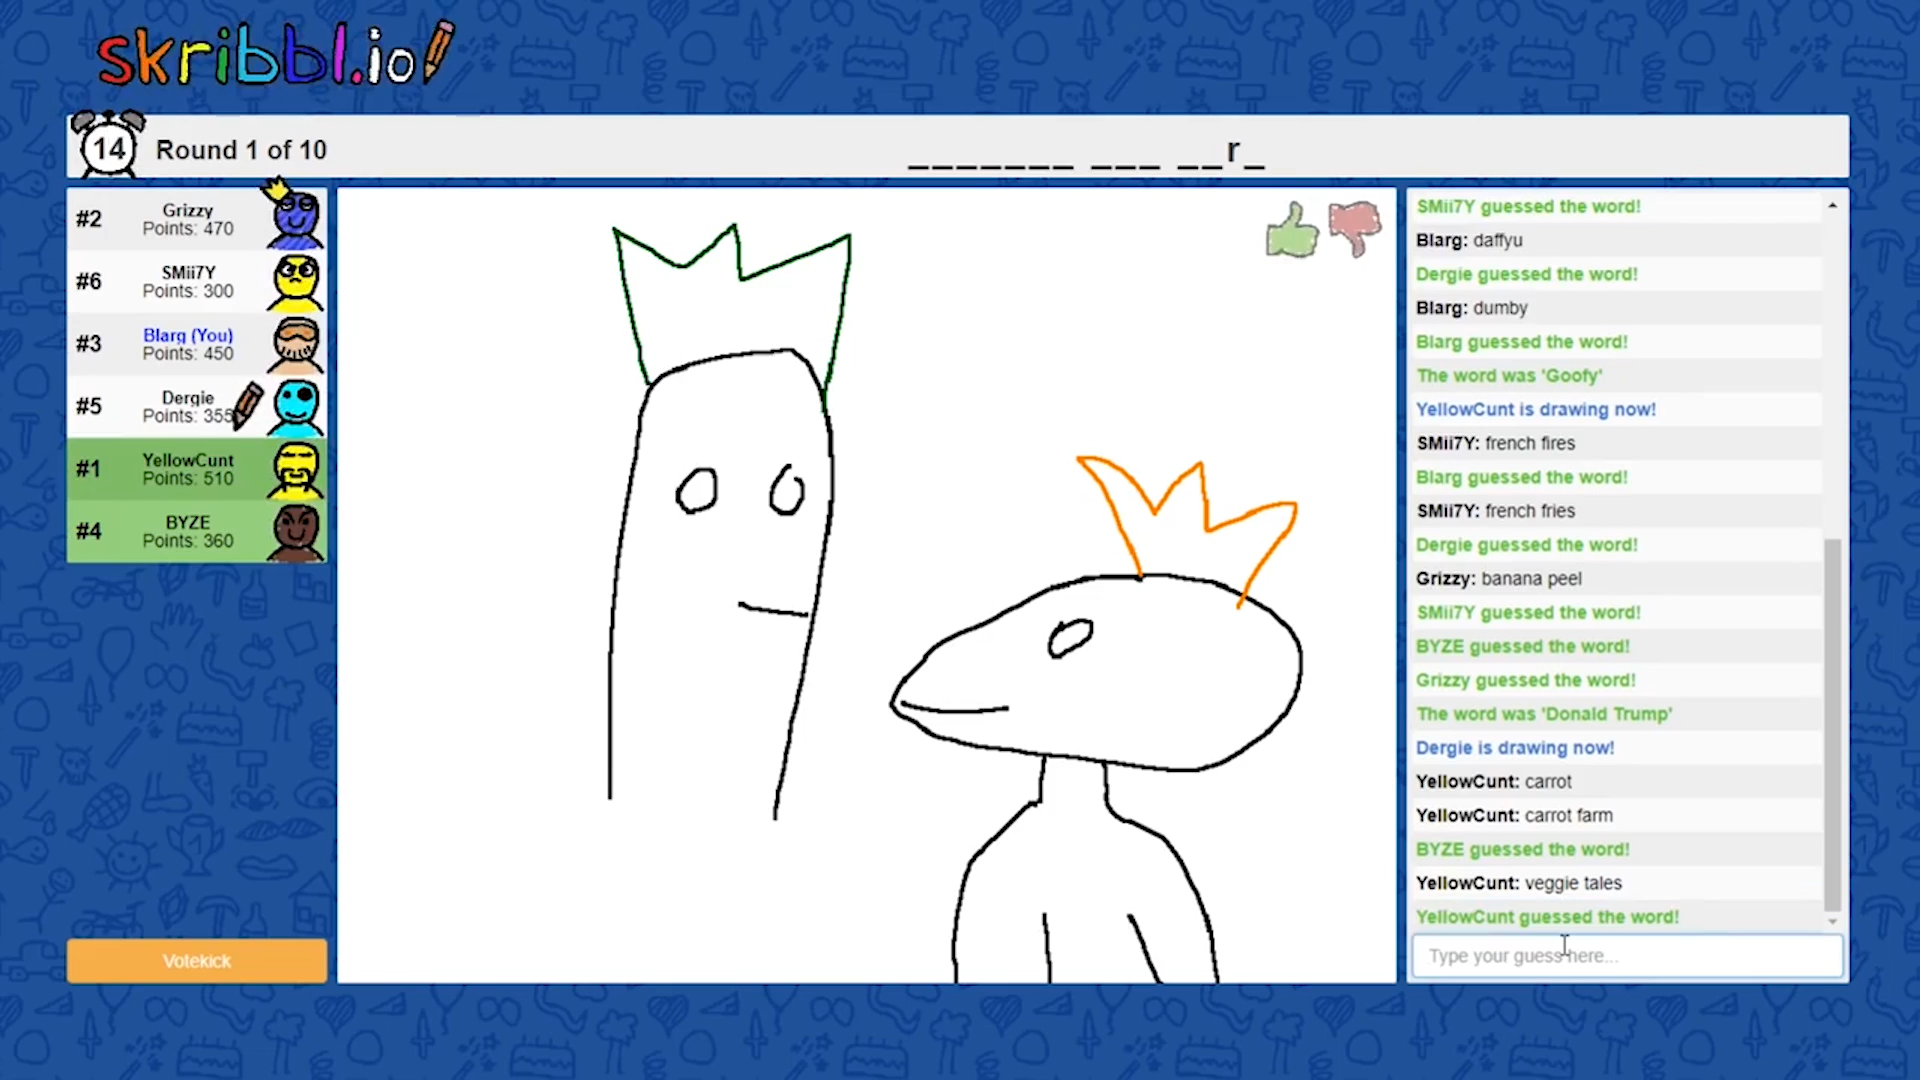 skribbl.io
14
Round 1 of 10
_______ ___ __r_
#2
Grizzy
Points: 470
#6
SMii7Y
Points: 300
#3
Blarg (You)
Points: 450
#5
Dergie
Points: 355
#1
YellowCunt
Points: 510
#4
BYZE
Points: 360
Votekick
SMii7Y guessed the word!
Blarg: daffyu
Dergie guessed the word!
Blarg: dumby
Blarg guessed the word!
The word was 'Goofy'
YellowCunt is drawing now!
SMii7Y: french fires
Blarg guessed the word!
SMii7Y: french fries
Dergie guessed the word!
Grizzy: banana peel
SMii7Y guessed the word!
BYZE guessed the word!
Grizzy guessed the word!
The word was 'Donald Trump'
Dergie is drawing now!
YellowCunt: carrot
YellowCunt: carrot farm
BYZE guessed the word!
YellowCunt: veggie tales
YellowCunt guessed the word!
Type your guess here...